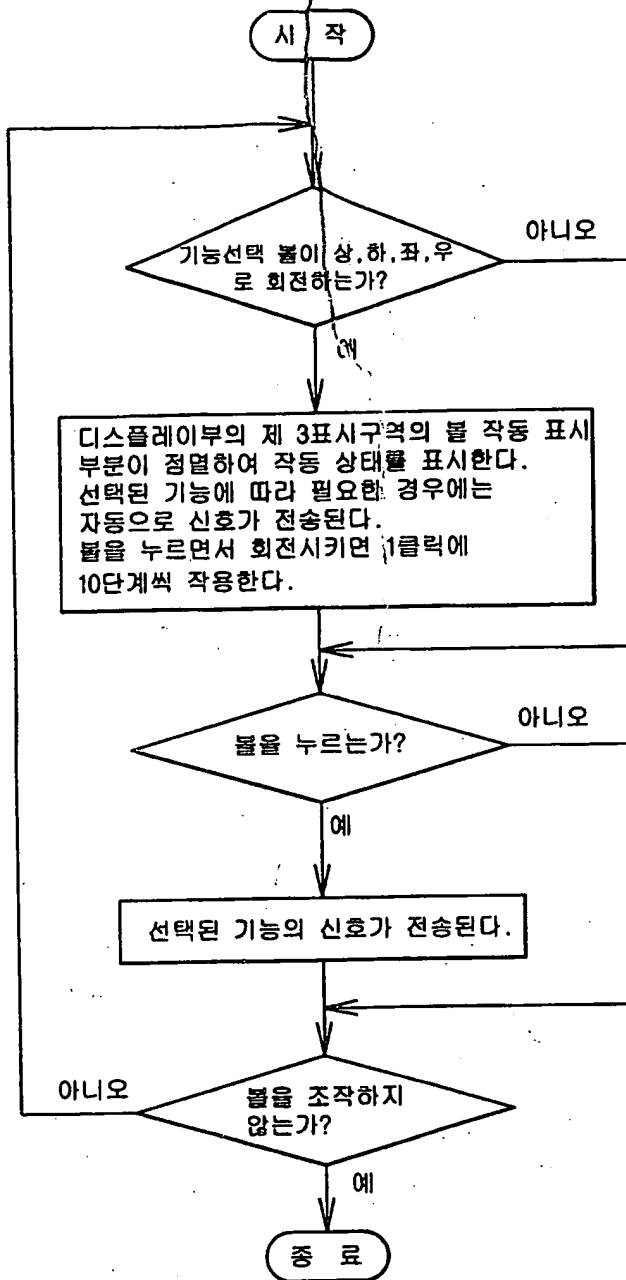 시 작
기능선택 볼이 상,하,좌,우
로 회전하는가?
아니오
예
디스플레이부의 제 3표시구역의 볼 작동 표시
부분이 점멸하여 작동 상태를 표시한다.
선택된 기능에 따라 필요한 경우에는
자동으로 신호가 전송된다.
볼을 누르면서 회전시키면 1클릭에
10단계씩 작용한다.
볼을 누르는가?
아니오
예
선택된 기능의 신호가 전송된다.
아니오
볼을 조작하지
않는가?
예
종 료